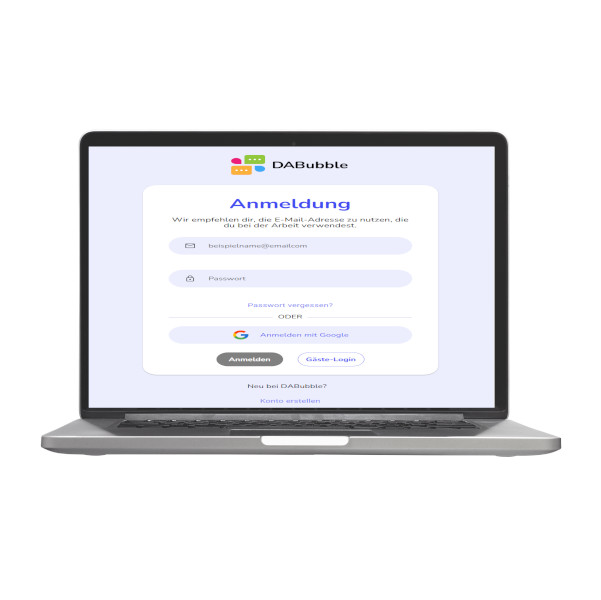 DABubble
Anmeldung
Wir empfehlen dir, die E-Mail-Adresse zu nutzen, die
du bei der Arbeit verwendest.
beispielname@email.com
Passwort
Passwort vergessen?
ODER
Anmelden mit Google
Anmelden
Gäste-Login
Neu bei DABubble?
Konto erstellen